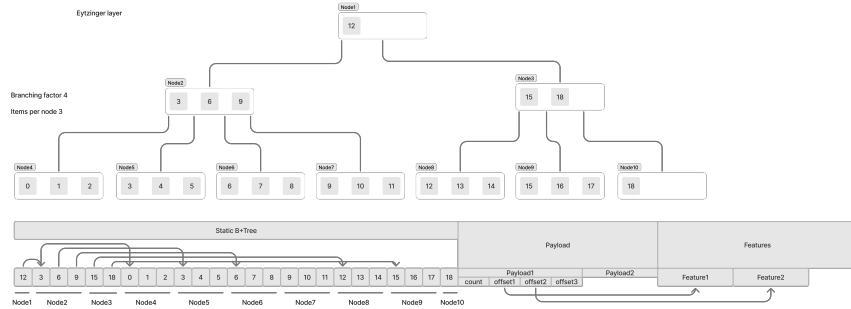 Eytzinger layer
Node1
12
Branching factor 4
Items per node 3
Node2
3 6 9
Node3
15 18
Node4
0 1 2
Node5
3 4 5
Node6
6 7 8
Node7
9 10 11
Node8
12 13 14
Node9
15 16 17
Node10
18
Static B+Tree
Payload
Features
12 3 6 9 15 18 0 1 2 3 4 5 6 7 8 9 10 11 12 13 14 15 16 17 18
Payload1
Payload2
count offset1 offset2 offset3
Feature1
Feature2
Node1 Node2 Node3 Node4 Node5 Node6 Node7 Node8 Node9 Node10